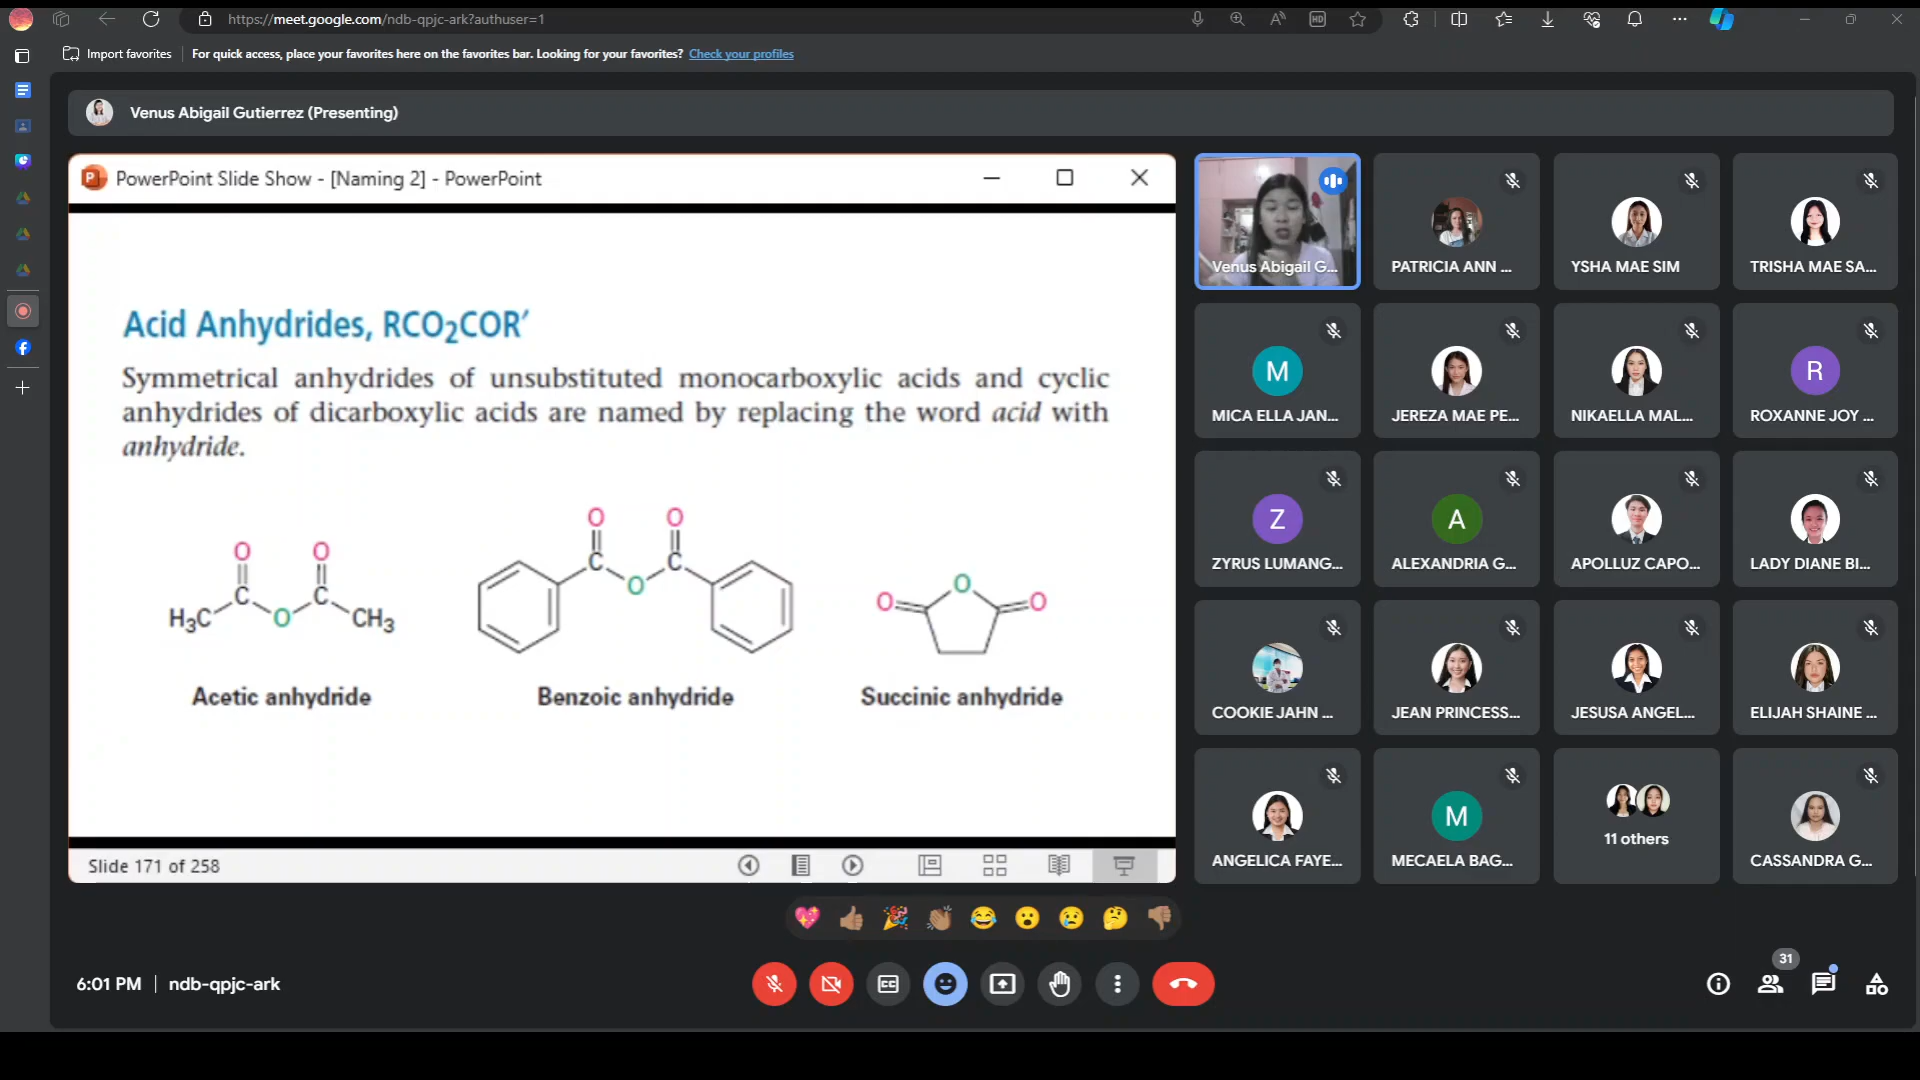 https://meet.google.com/ndb-qpjc-ark?authuser=1
Import favorites
For quick access, place your favorites here on the favorites bar. Looking for your favorites? Check your profiles
Venus Abigail Gutierrez (Presenting)
PowerPoint Slide Show - [Naming 2] - PowerPoint
Acid Anhydrides, RCO₂COR′
Symmetrical anhydrides of unsubstituted monocarboxylic acids and cyclic
anhydrides of dicarboxylic acids are named by replacing the word acid with
anhydride.
O O
C C
H₃C O CH₃
O O
C C
O
O
O O
Acetic anhydride
Benzoic anhydride
Succinic anhydride
Slide 171 of 258
Venus Abigail G...
PATRICIA ANN ...
YSHA MAE SIM
TRISHA MAE SA...
M
MICA ELLA JAN...
JEREZA MAE PE...
NIKAELLA MAL...
R
ROXANNE JOY ...
Z
ZYRUS LUMANG...
A
ALEXANDRIA G...
APOLLUZ CAPO...
LADY DIANE BI...
COOKIE JAHN ...
JEAN PRINCESS...
JESUSA ANGEL...
ELIJAH SHAINE ...
ANGELICA FAYE...
M
MECAELA BAG...
11 others
CASSANDRA G...
6:01 PM | ndb-qpjc-ark
31